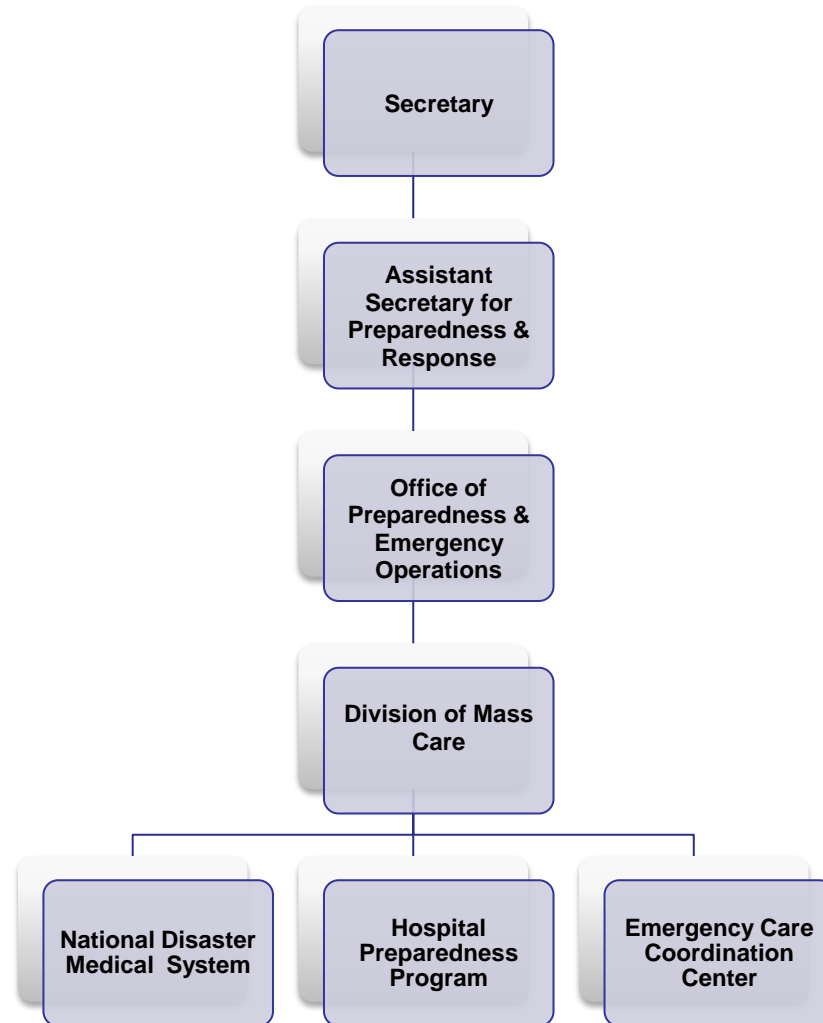 Secretary
Assistant
Secretary for
Preparedness &
Response
Office of
Preparedness &
Emergency
Operations
Division of Mass
Care
National Disaster
Medical System
Hospital
Preparedness
Program
Emergency Care
Coordination
Center